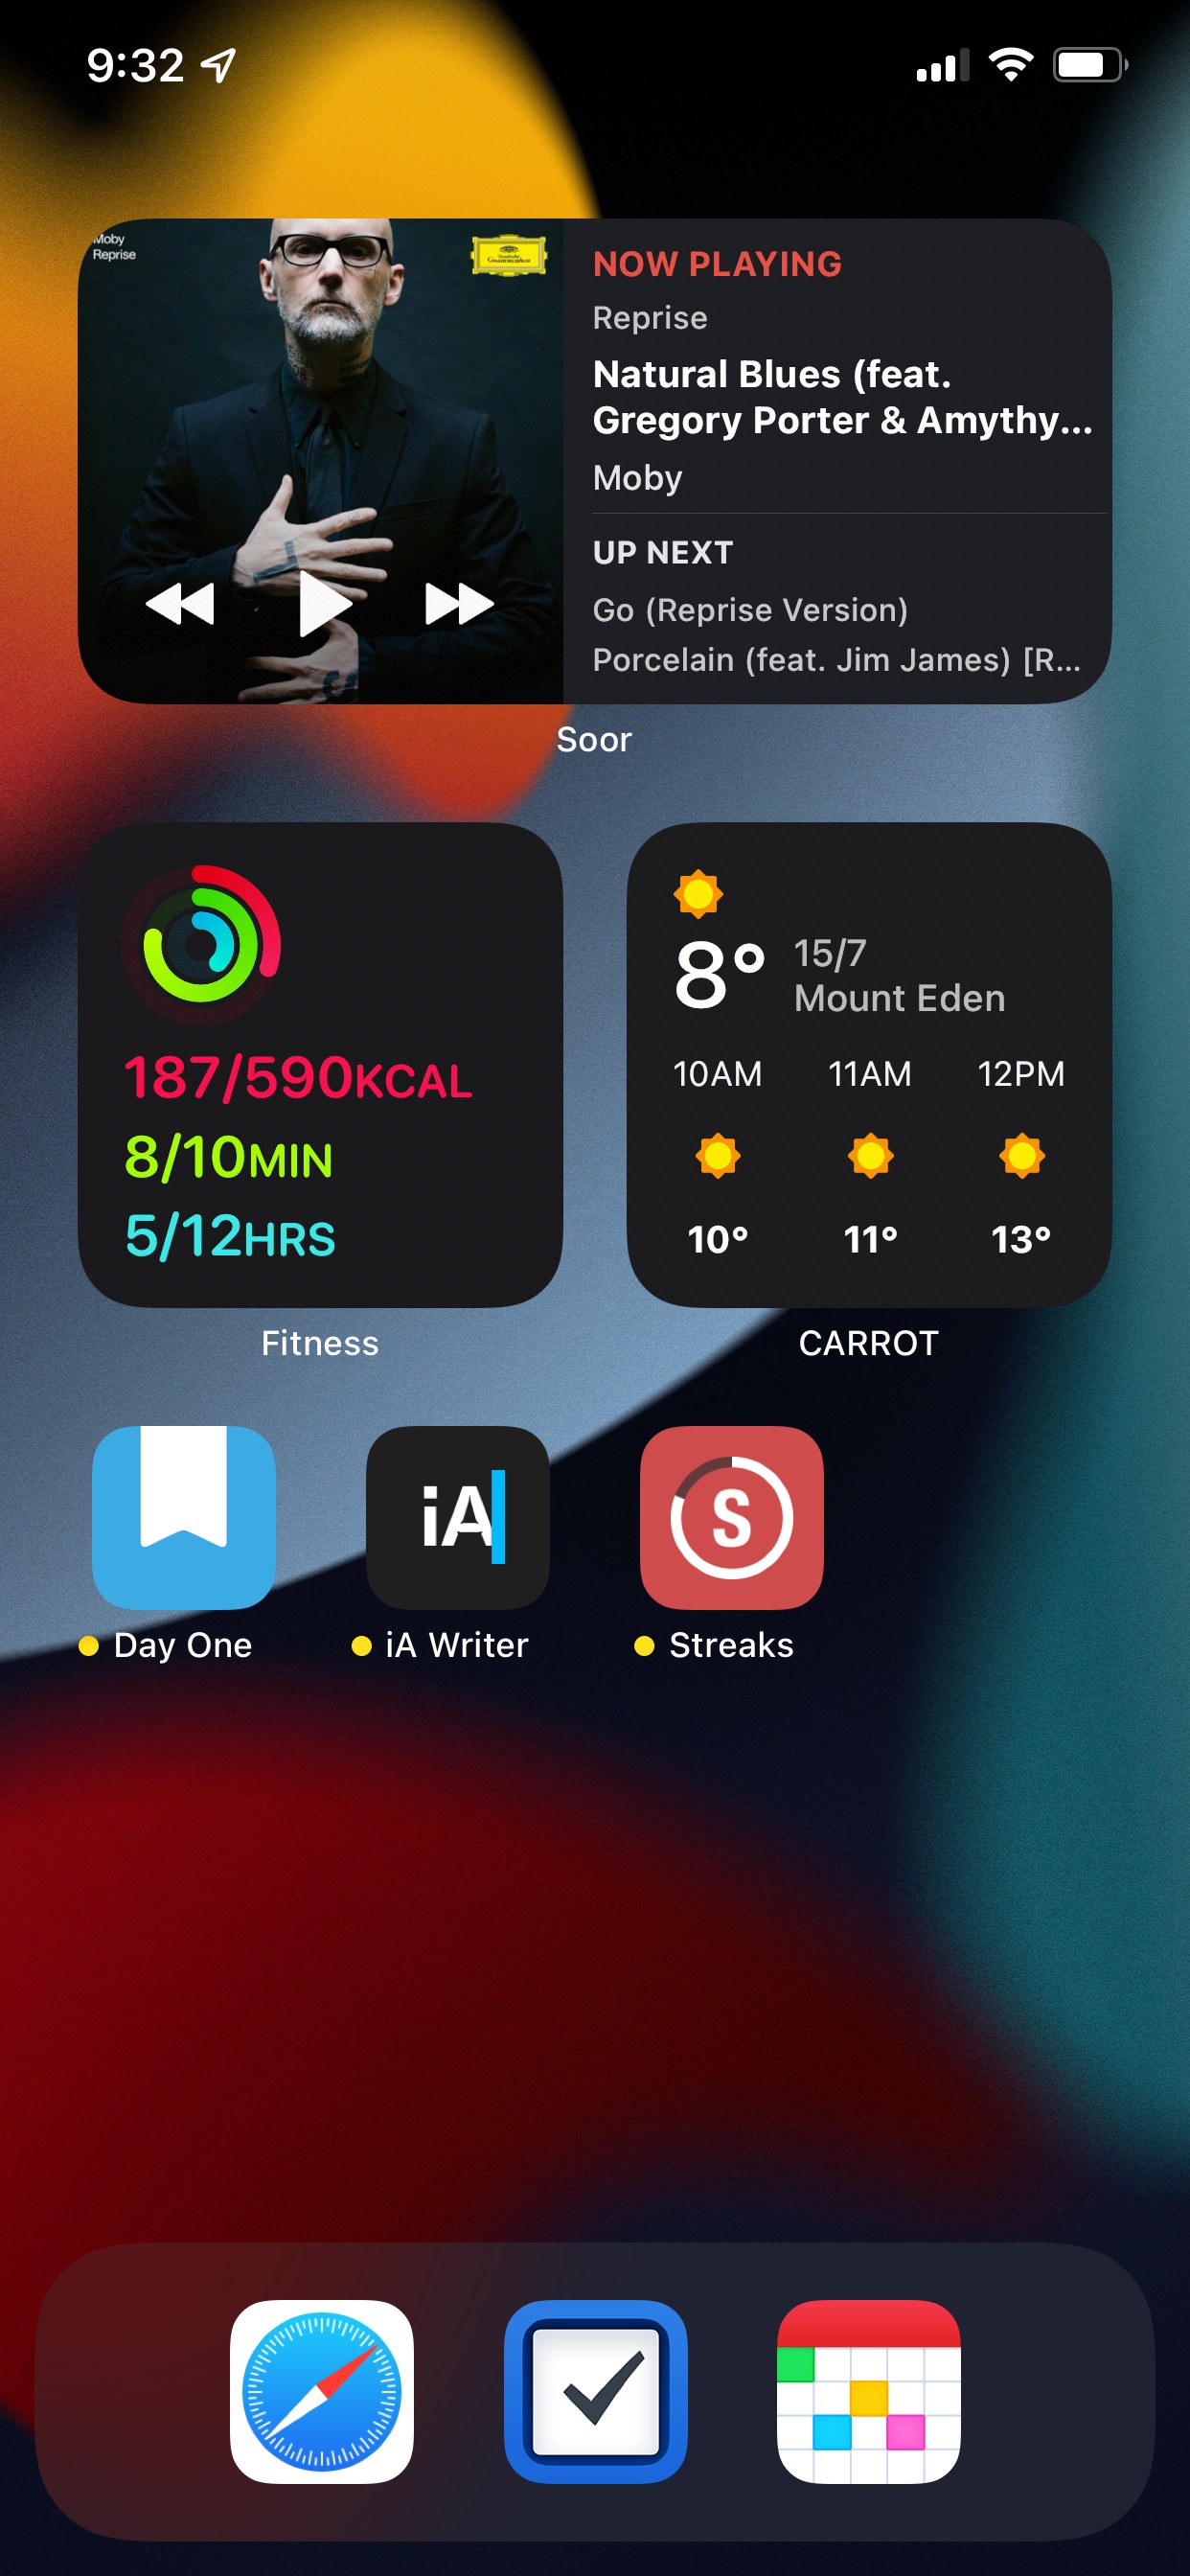 9:32
Moby
Reprise
Deutsche
Grammophon
NOW PLAYING
Reprise
Natural Blues (feat.
Gregory Porter & Amythy...
Moby
UP NEXT
Go (Reprise Version)
Porcelain (feat. Jim James) [R...
Soor
187/590KCAL
8/10MIN
5/12HRS
Fitness
8° 15/7
Mount Eden
10AM 11AM 12PM
10° 11° 13°
CARROT
iA
S
Day One
iA Writer
Streaks